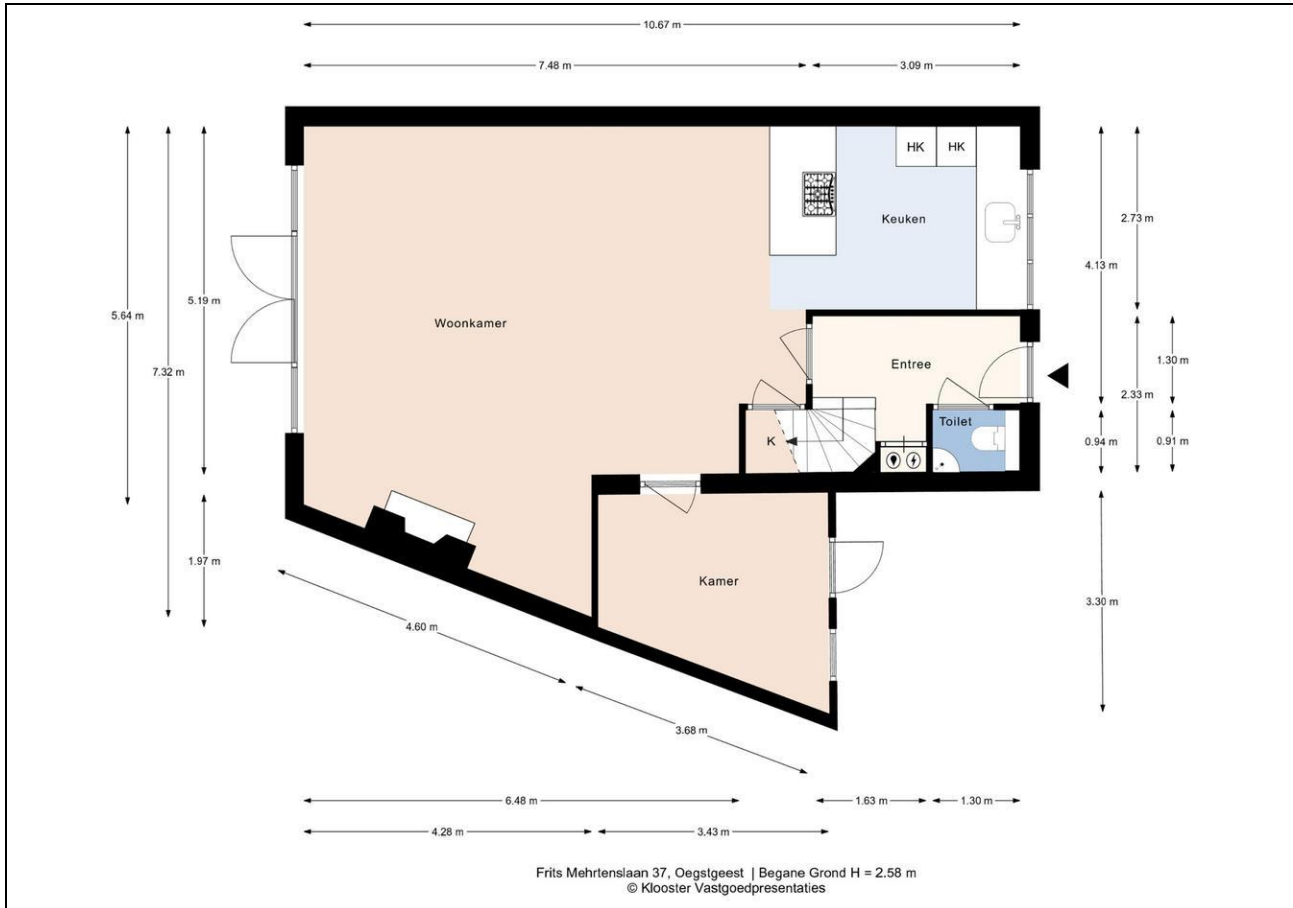 10.67 m
7.48 m
3.09 m
HK
HK
Keuken
2.73 m
4.13 m
5.19 m
5.64 m
7.32 m
Woonkamer
Entree
1.30 m
2.33 m
Toilet
K
0.94 m
0.91 m
1.97 m
Kamer
3.30 m
4.60 m
3.68 m
6.48 m
1.63 m
1.30 m
4.28 m
3.43 m
Frits Mehrtenslaan 37, Oegstgeest | Begane Grond H = 2.58 m
© Klooster Vastgoedpresentaties